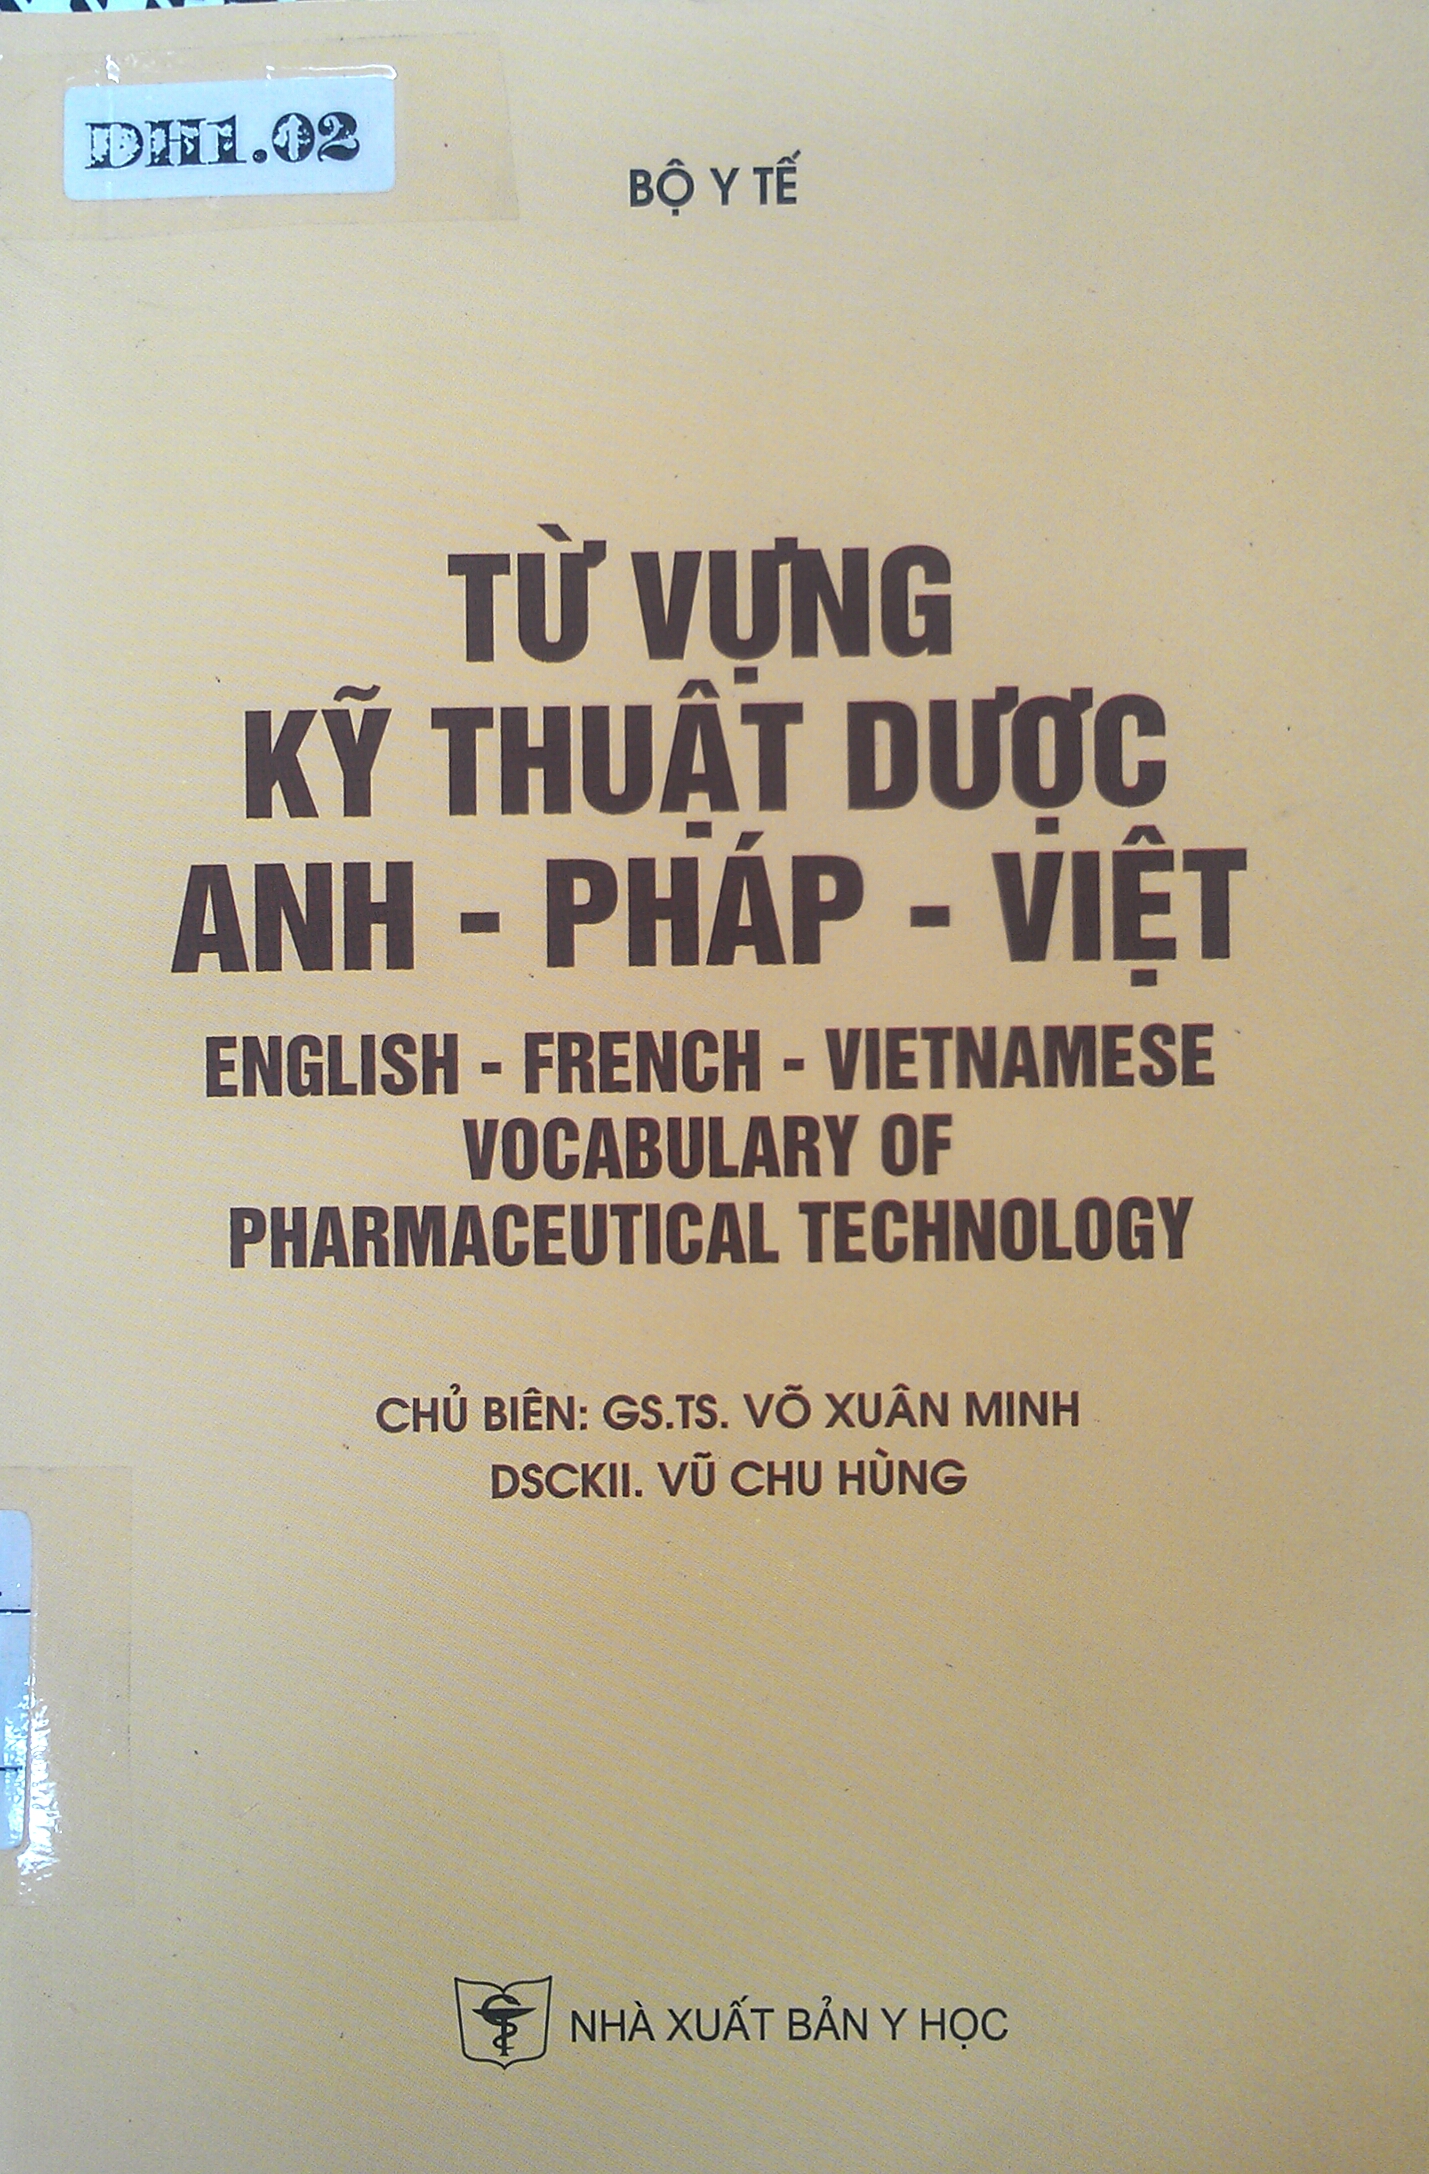 DH1.02
BỘ Y TẾ
TỪ VỰNG
KỸ THUẬT DƯỢC
ANH - PHÁP - VIỆT
ENGLISH - FRENCH - VIETNAMESE
VOCABULARY OF
PHARMACEUTICAL TECHNOLOGY
CHỦ BIÊN: GS.TS. VÕ XUÂN MINH
DSCKII. VŨ CHU HÙNG
NHÀ XUẤT BẢN Y HỌC